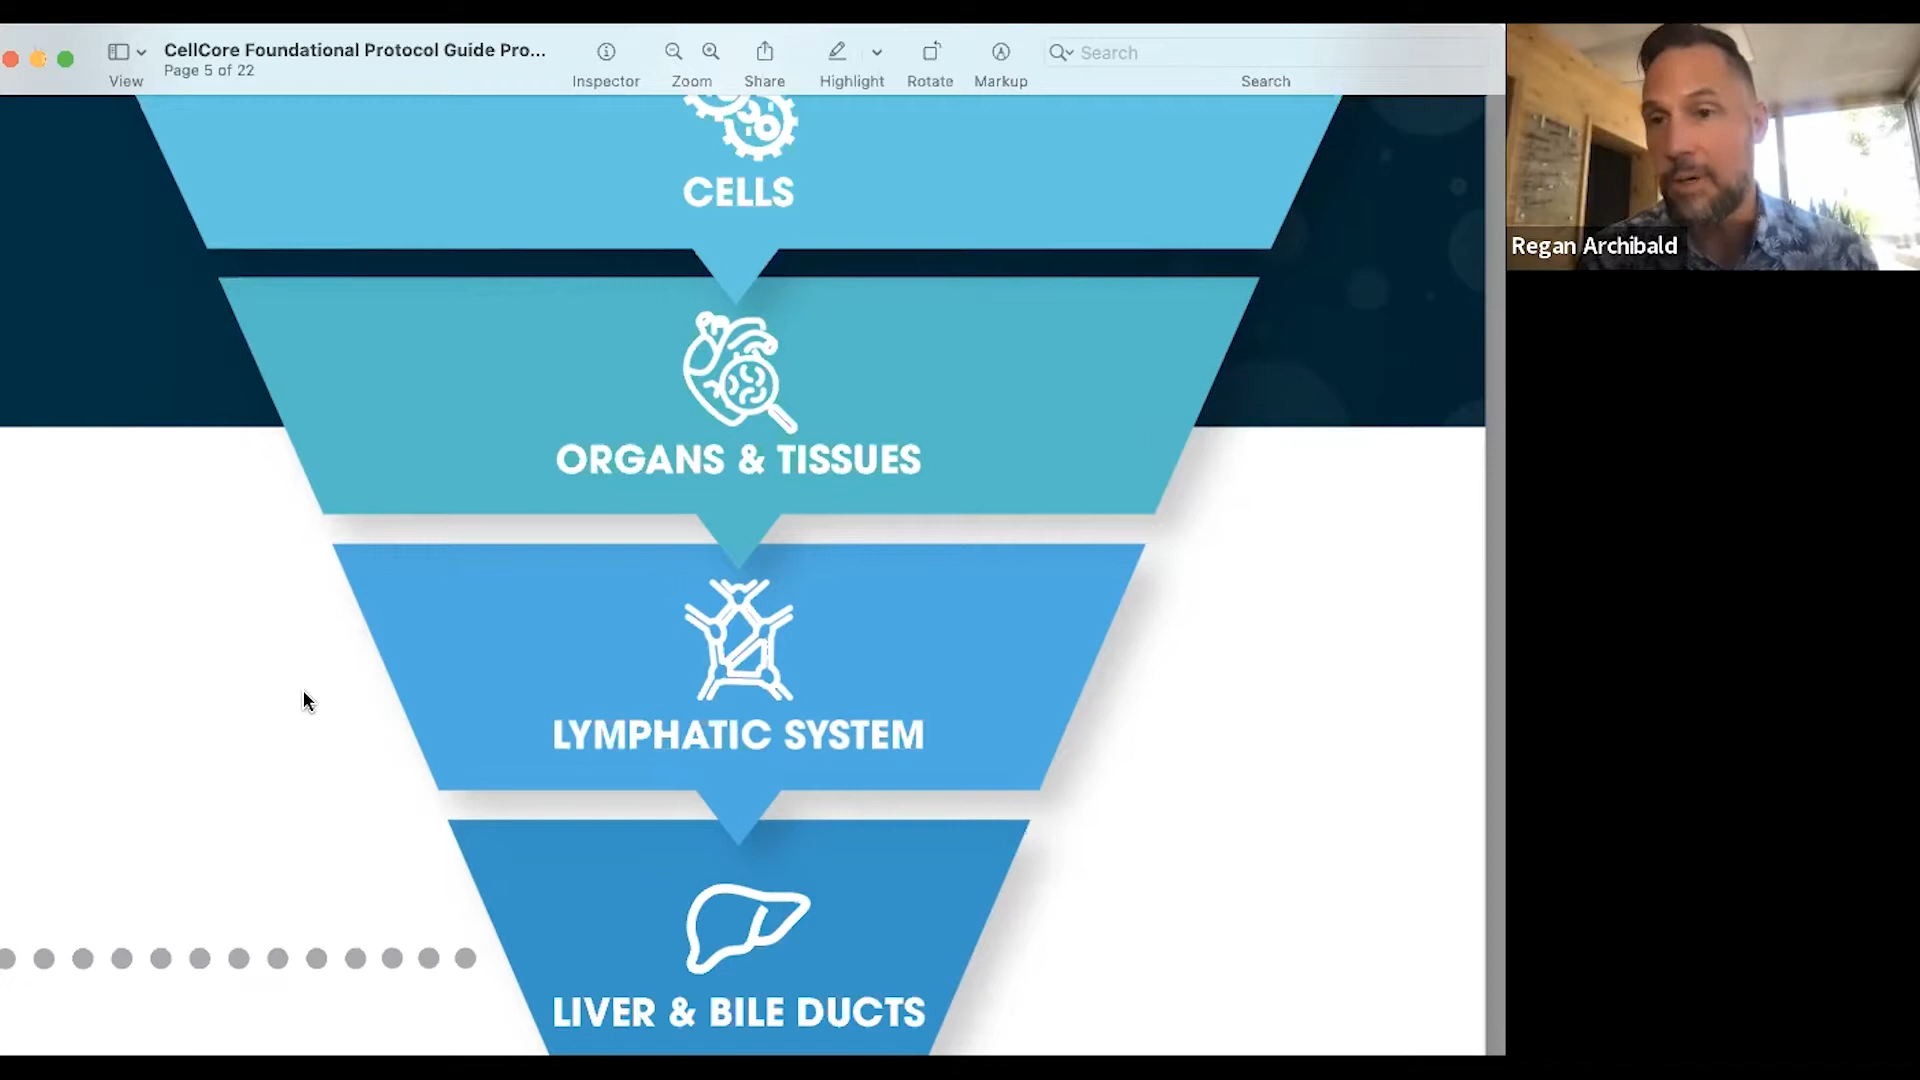 CellCore Foundational Protocol Guide Pro...
Page 5 of 22
View
Inspector
Zoom
Share
Highlight
Rotate
Markup
Search
Search
CELLS
ORGANS & TISSUES
LYMPHATIC SYSTEM
LIVER & BILE DUCTS
Regan Archibald